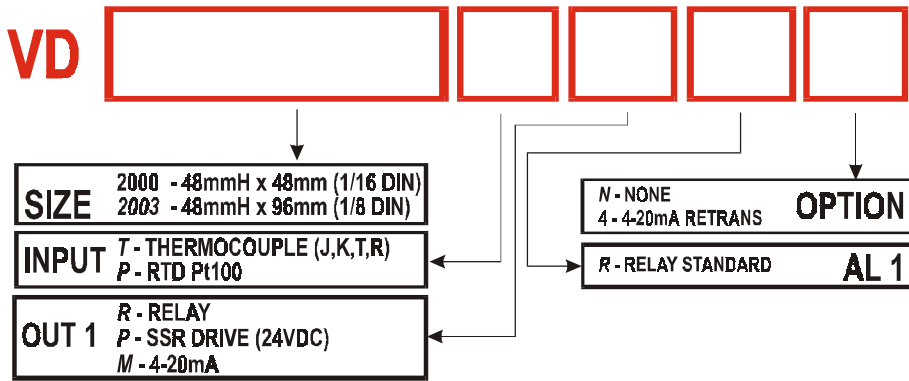 VD
SIZE
2000 - 48mmH x 48mm (1/16 DIN)
2003 - 48mmH x 96mm (1/8 DIN)
INPUT
T - THERMOCOUPLE (J,K,T,R)
P - RTD Pt100
OUT 1
R - RELAY
P - SSR DRIVE (24VDC)
M - 4-20mA
N - NONE
4 - 4-20mA RETRANS
OPTION
R - RELAY STANDARD
AL 1